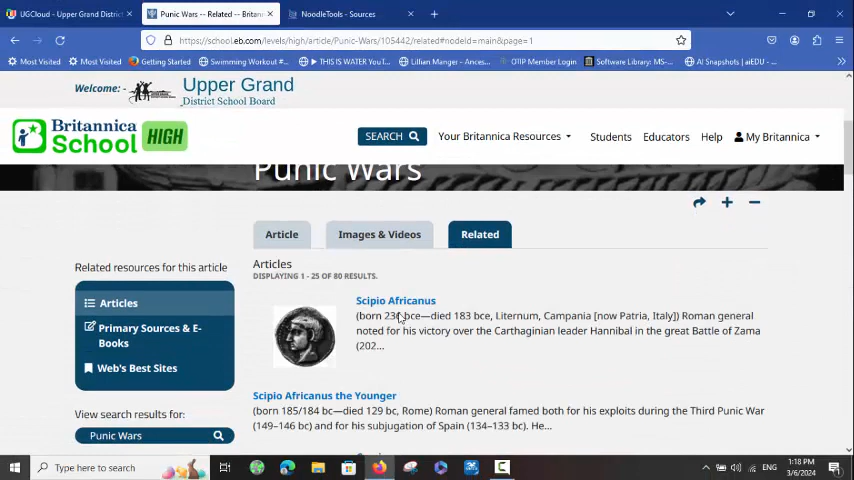 UGCloud - Upper Grand District
Punic Wars -- Related -- Britann
NoodleTools - Sources
https://school.eb.com/levels/high/article/Punic-Wars/105442/related#nodeId=main&page=1
Most Visited
Most Visited
Getting Started
Swimming Workout #...
THIS IS WATER YouT...
Lillian Manger - Ances...
OTIP Member Login
Software Library: MS-...
AI Snapshots | aiEDU -...
Welcome: -
Upper Grand
District School Board
Britannica
School HIGH
SEARCH
Your Britannica Resources
Students
Educators
Help
My Britannica
Punic Wars
Article
Images & Videos
Related
Related resources for this article
Articles
Primary Sources & E-
Books
Web's Best Sites
View search results for:
Punic Wars
Articles
DISPLAYING 1 - 25 OF 80 RESULTS.
Scipio Africanus
(born 236 bce—died 183 bce, Liternum, Campania [now Patria, Italy]) Roman general
noted for his victory over the Carthaginian leader Hannibal in the great Battle of Zama
(202...
Scipio Africanus the Younger
(born 185/184 bc—died 129 bc, Rome) Roman general famed both for his exploits during the Third Punic War
(149–146 bc) and for his subjugation of Spain (134–133 bc). He...
Type here to search
ENG
1:18 PM
3/6/2024